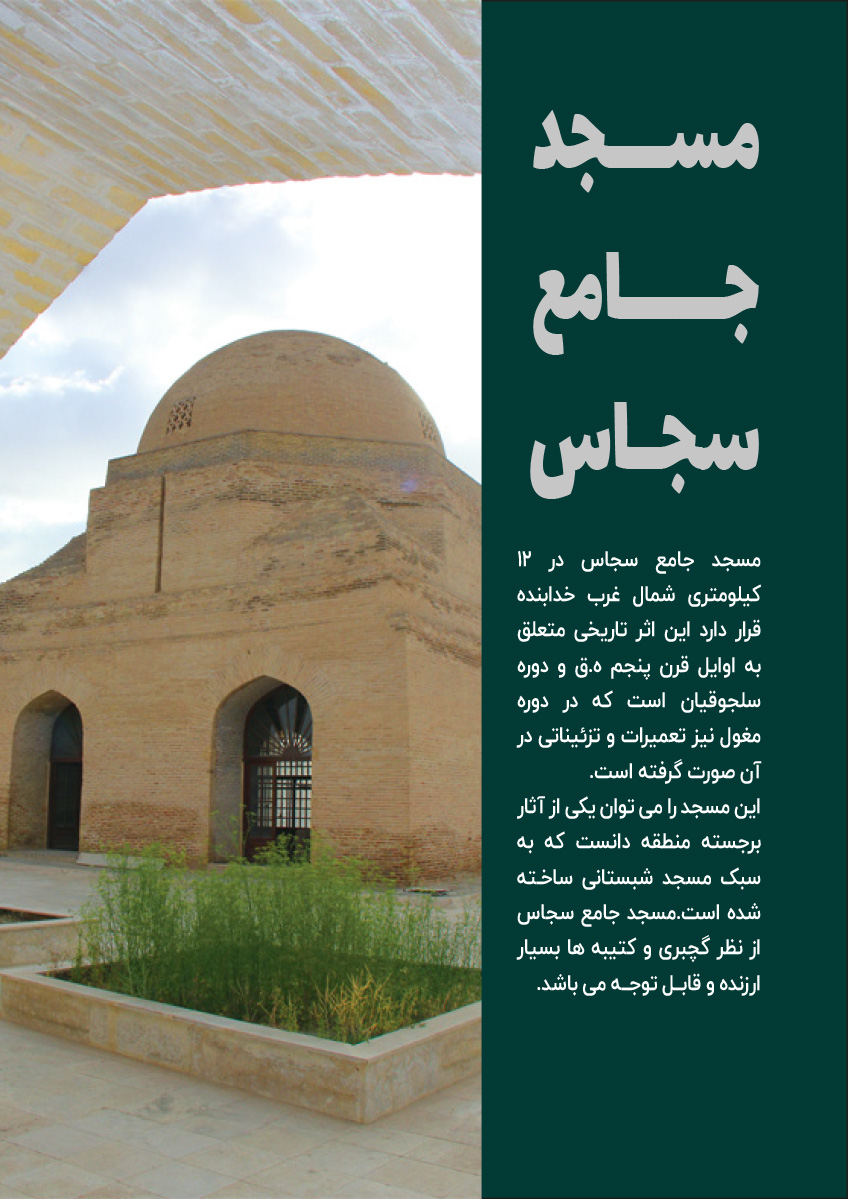 مسجد
جامع
سجاس
مسجد جامع سجاس در ۱۲
کیلومتری شمال غرب خدابنده
قرار دارد این اثر تاریخی متعلق
به اوایل قرن پنجم ه.ق و دوره
سلجوقیان است که در دوره
مغول نیز تعمیرات و تزئیناتی در
آن صورت گرفته است.
این مسجد را می توان یکی از آثار
برجسته منطقه دانست که به
سبک مسجد شبستانی ساخته
شده است.مسجد جامع سجاس
از نظر گچبری و کتیبه ها بسیار
ارزنده و قابل توجه می باشد.